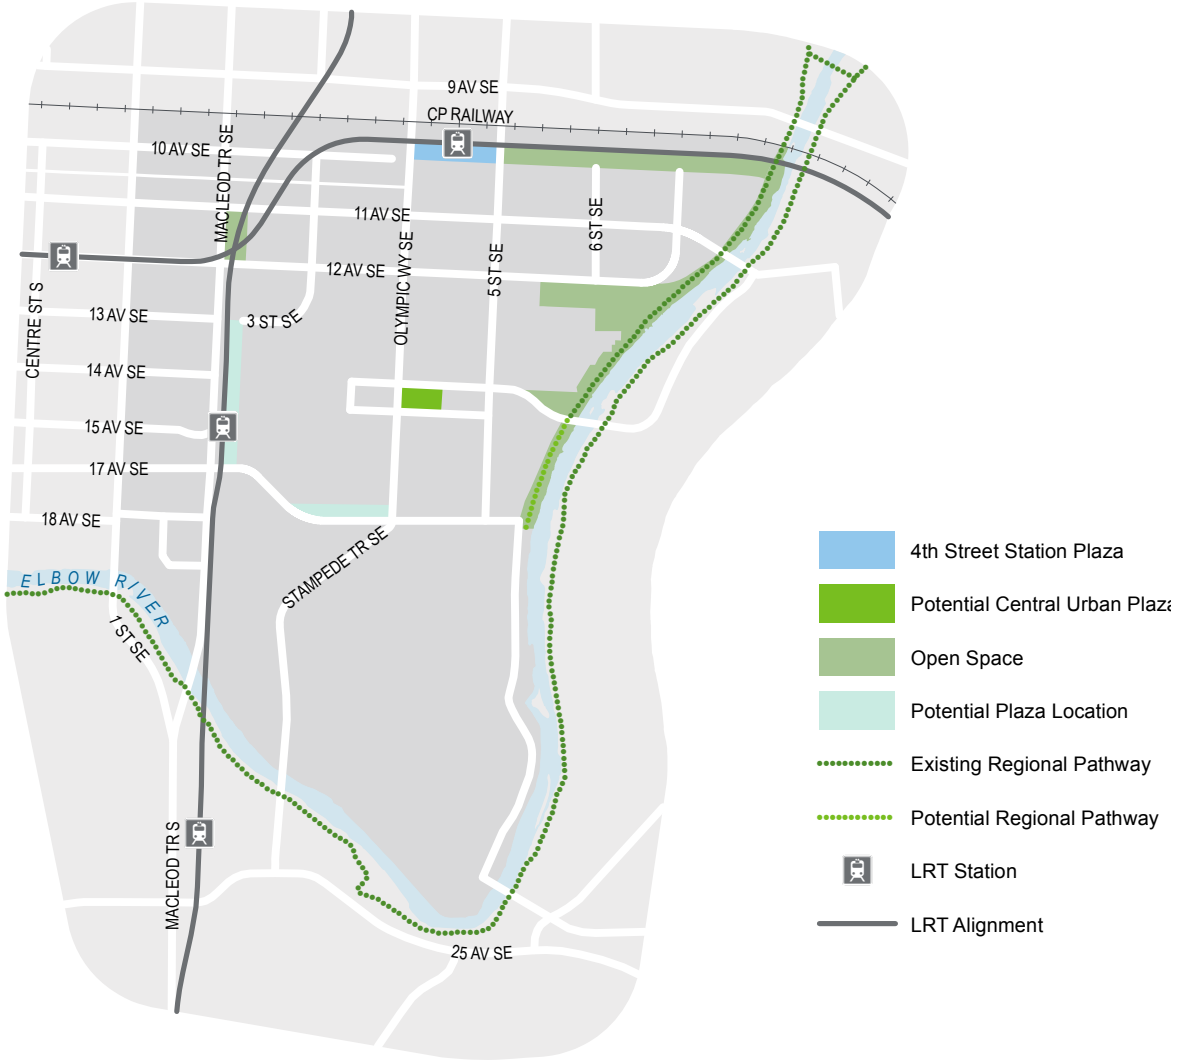 9 AV SE
CP RAILWAY
10 AV SE
MACLEOD TR SE
11 AV SE
6 ST SE
OLYMPIC WY SE
5 ST SE
12 AV SE
CENTRE ST S
13 AV SE
3 ST SE
14 AV SE
15 AV SE
17 AV SE
18 AV SE
STAMPEDE TR SE
ELBOW RIVER
1 ST SE
MACLEOD TR S
25 AV SE
4th Street Station Plaza
Potential Central Urban Plaza
Open Space
Potential Plaza Location
Existing Regional Pathway
Potential Regional Pathway
LRT Station
LRT Alignment